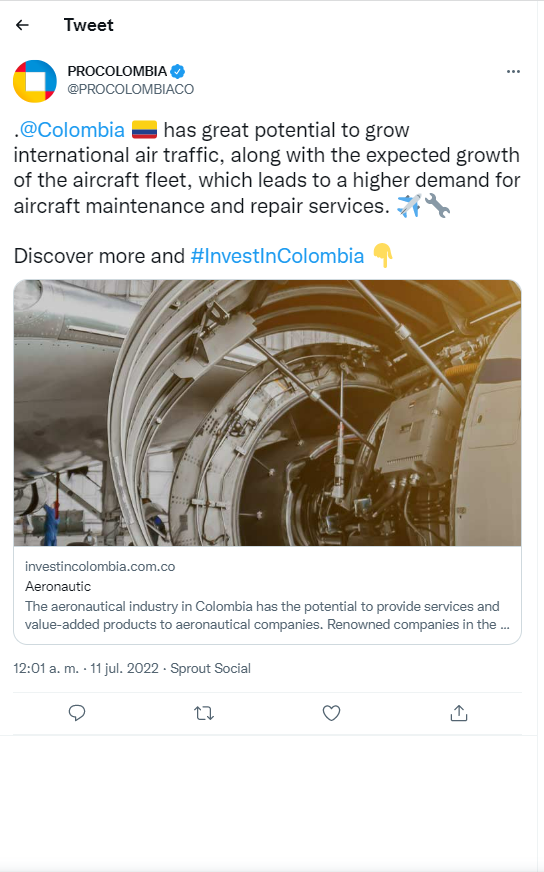 Tweet
PROCOLOMBIA
@PROCOLOMBIACO
.@Colombia 🇨🇴 has great potential to grow
international air traffic, along with the expected growth
of the aircraft fleet, which leads to a higher demand for
aircraft maintenance and repair services. ✈️🔧
Discover more and #InvestInColombia 👇
investincolombia.com.co
Aeronautic
The aeronautical industry in Colombia has the potential to provide services and
value-added products to aeronautical companies. Renowned companies in the ...
12:01 a. m. · 11 jul. 2022 · Sprout Social